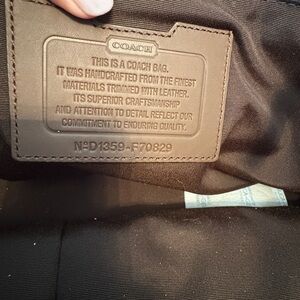 COACH
THIS IS A COACH BAG.
IT WAS HANDCRAFTED FROM THE FINEST
MATERIALS TRIMMED WITH LEATHER.
ITS SUPERIOR CRAFTSMANSHIP
AND ATTENTION TO DETAIL REFLECT OUR
COMMITMENT TO ENDURING QUALITY.
Nº D1359-F70829